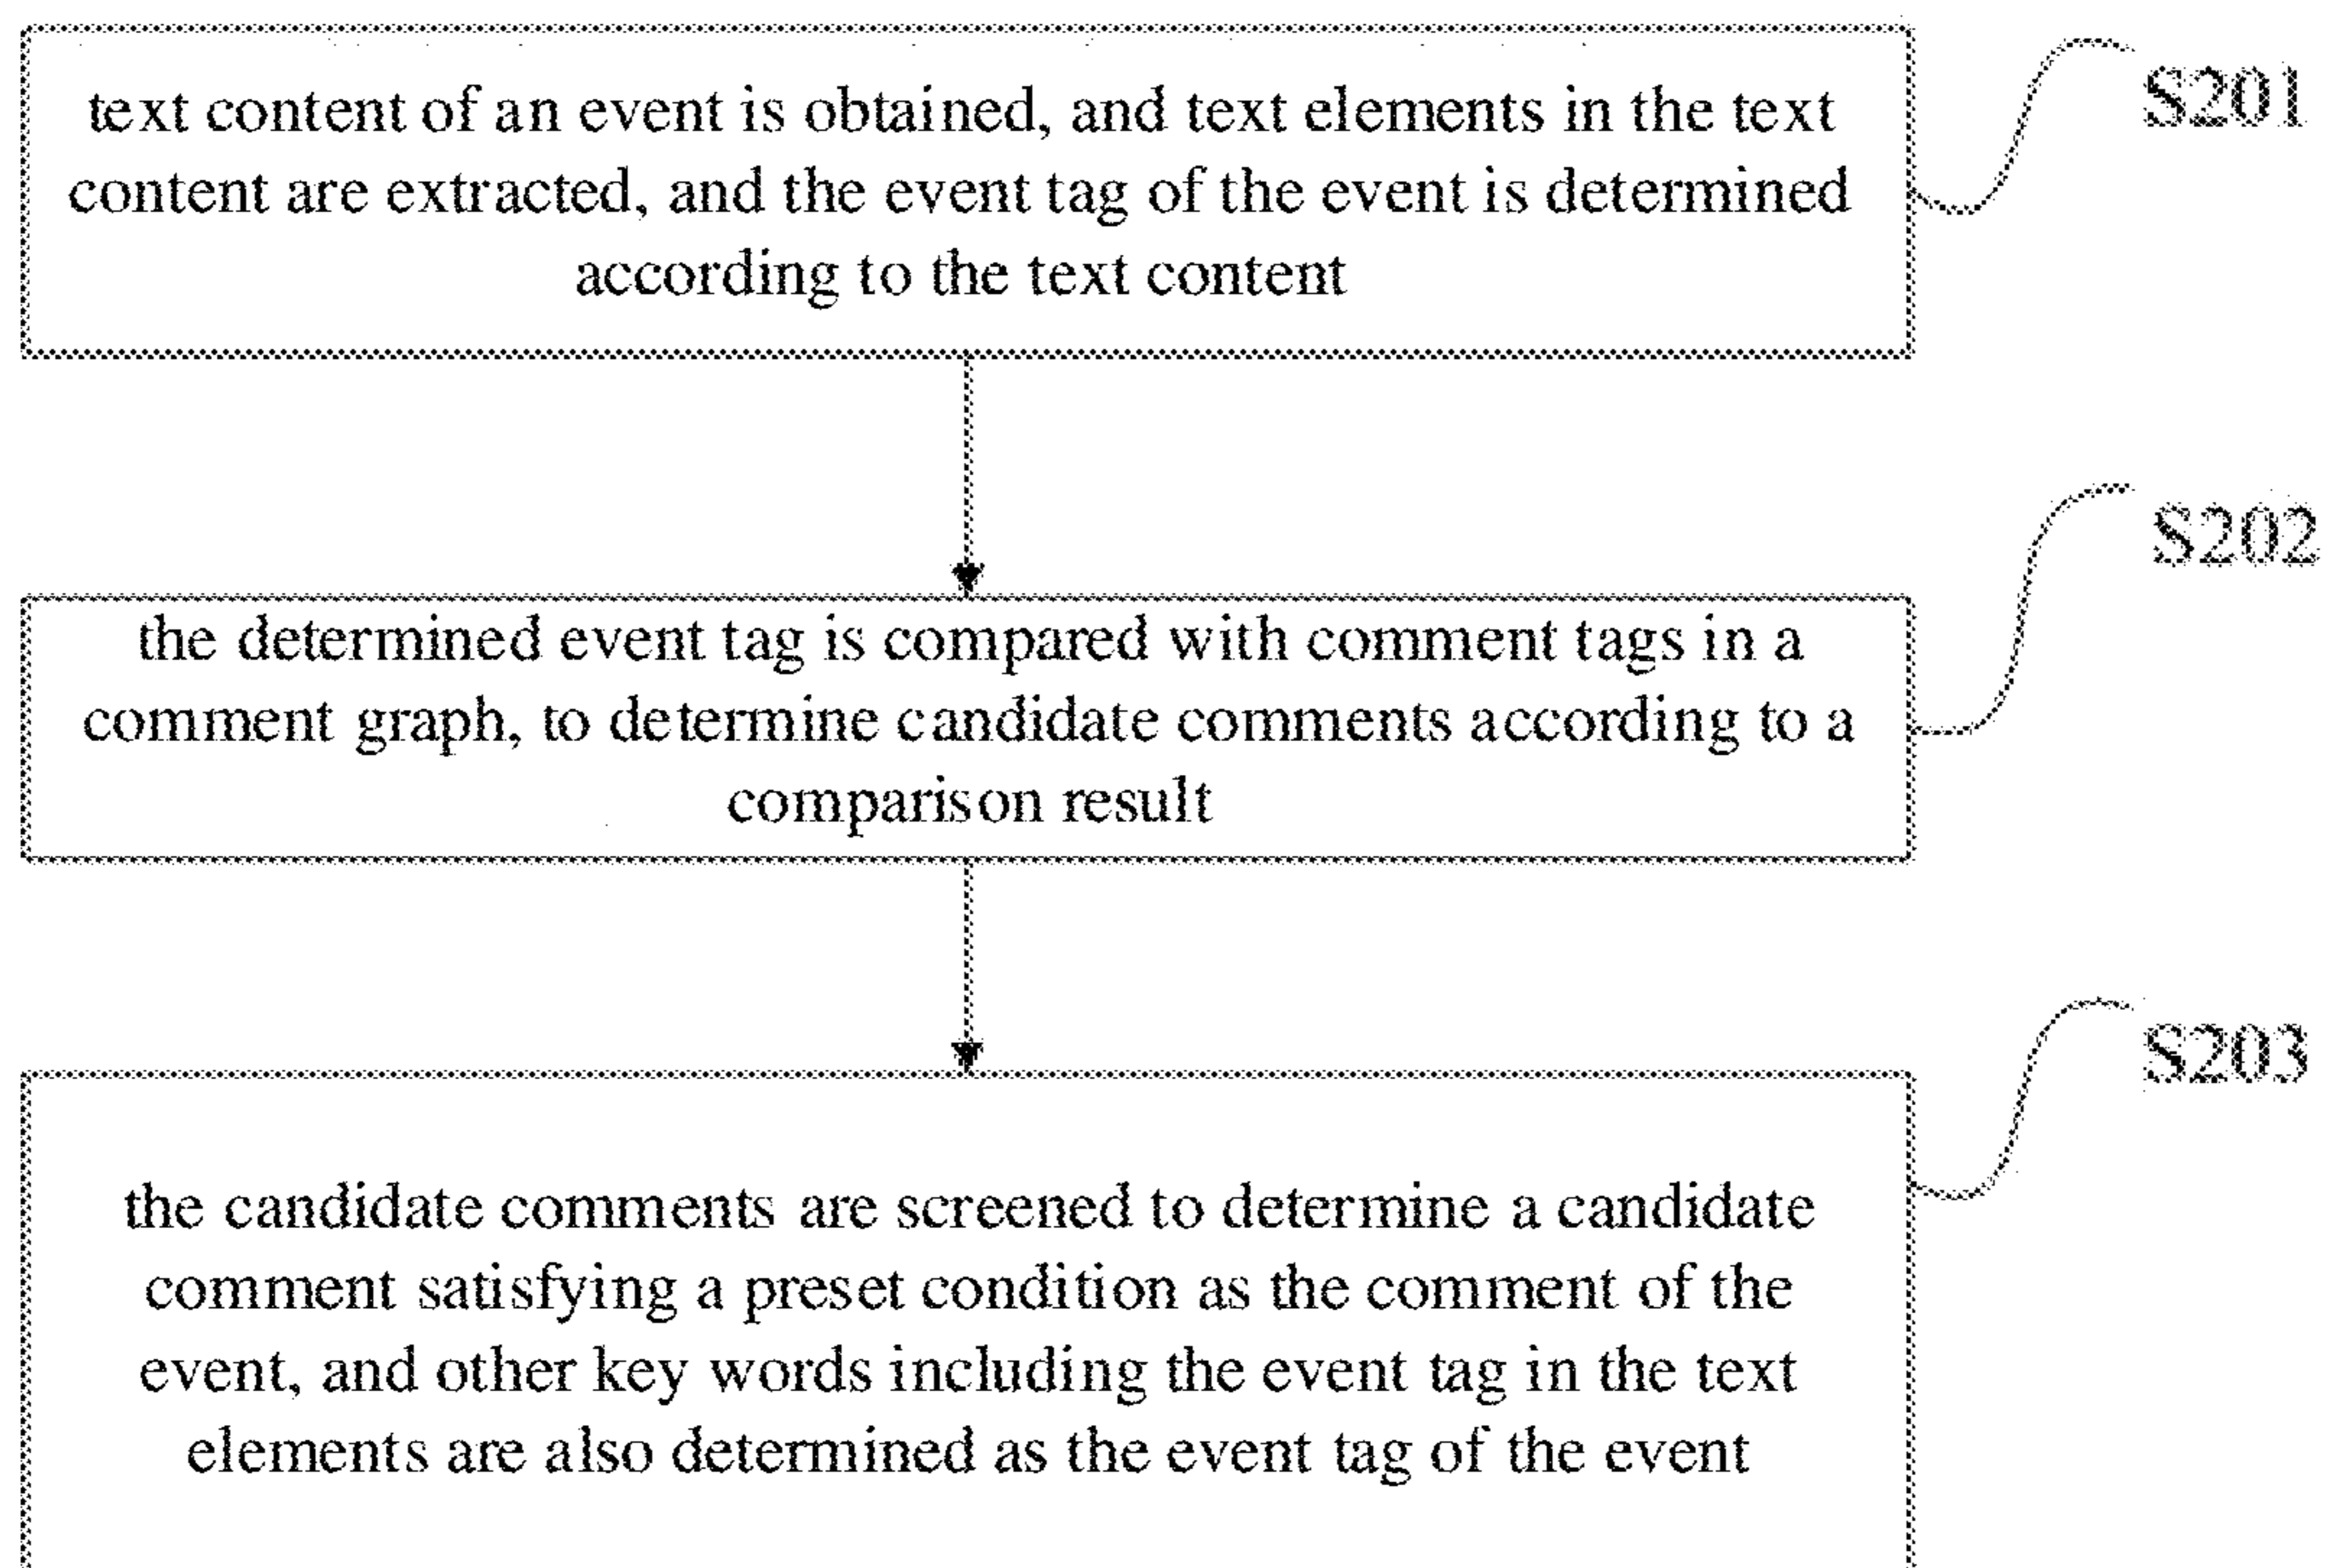 text content of an event is obtained, and text elements in the text
content are extracted, and the event tag of the event is determined
according to the text content
S201
the determined event tag is compared with comment tags in a
comment graph, to determine candidate comments according to a
comparison result
S202
the candidate comments are screened to determine a candidate
comment satisfying a preset condition as the comment of the
event, and other key words including the event tag in the text
elements are also determined as the event tag of the event
S203